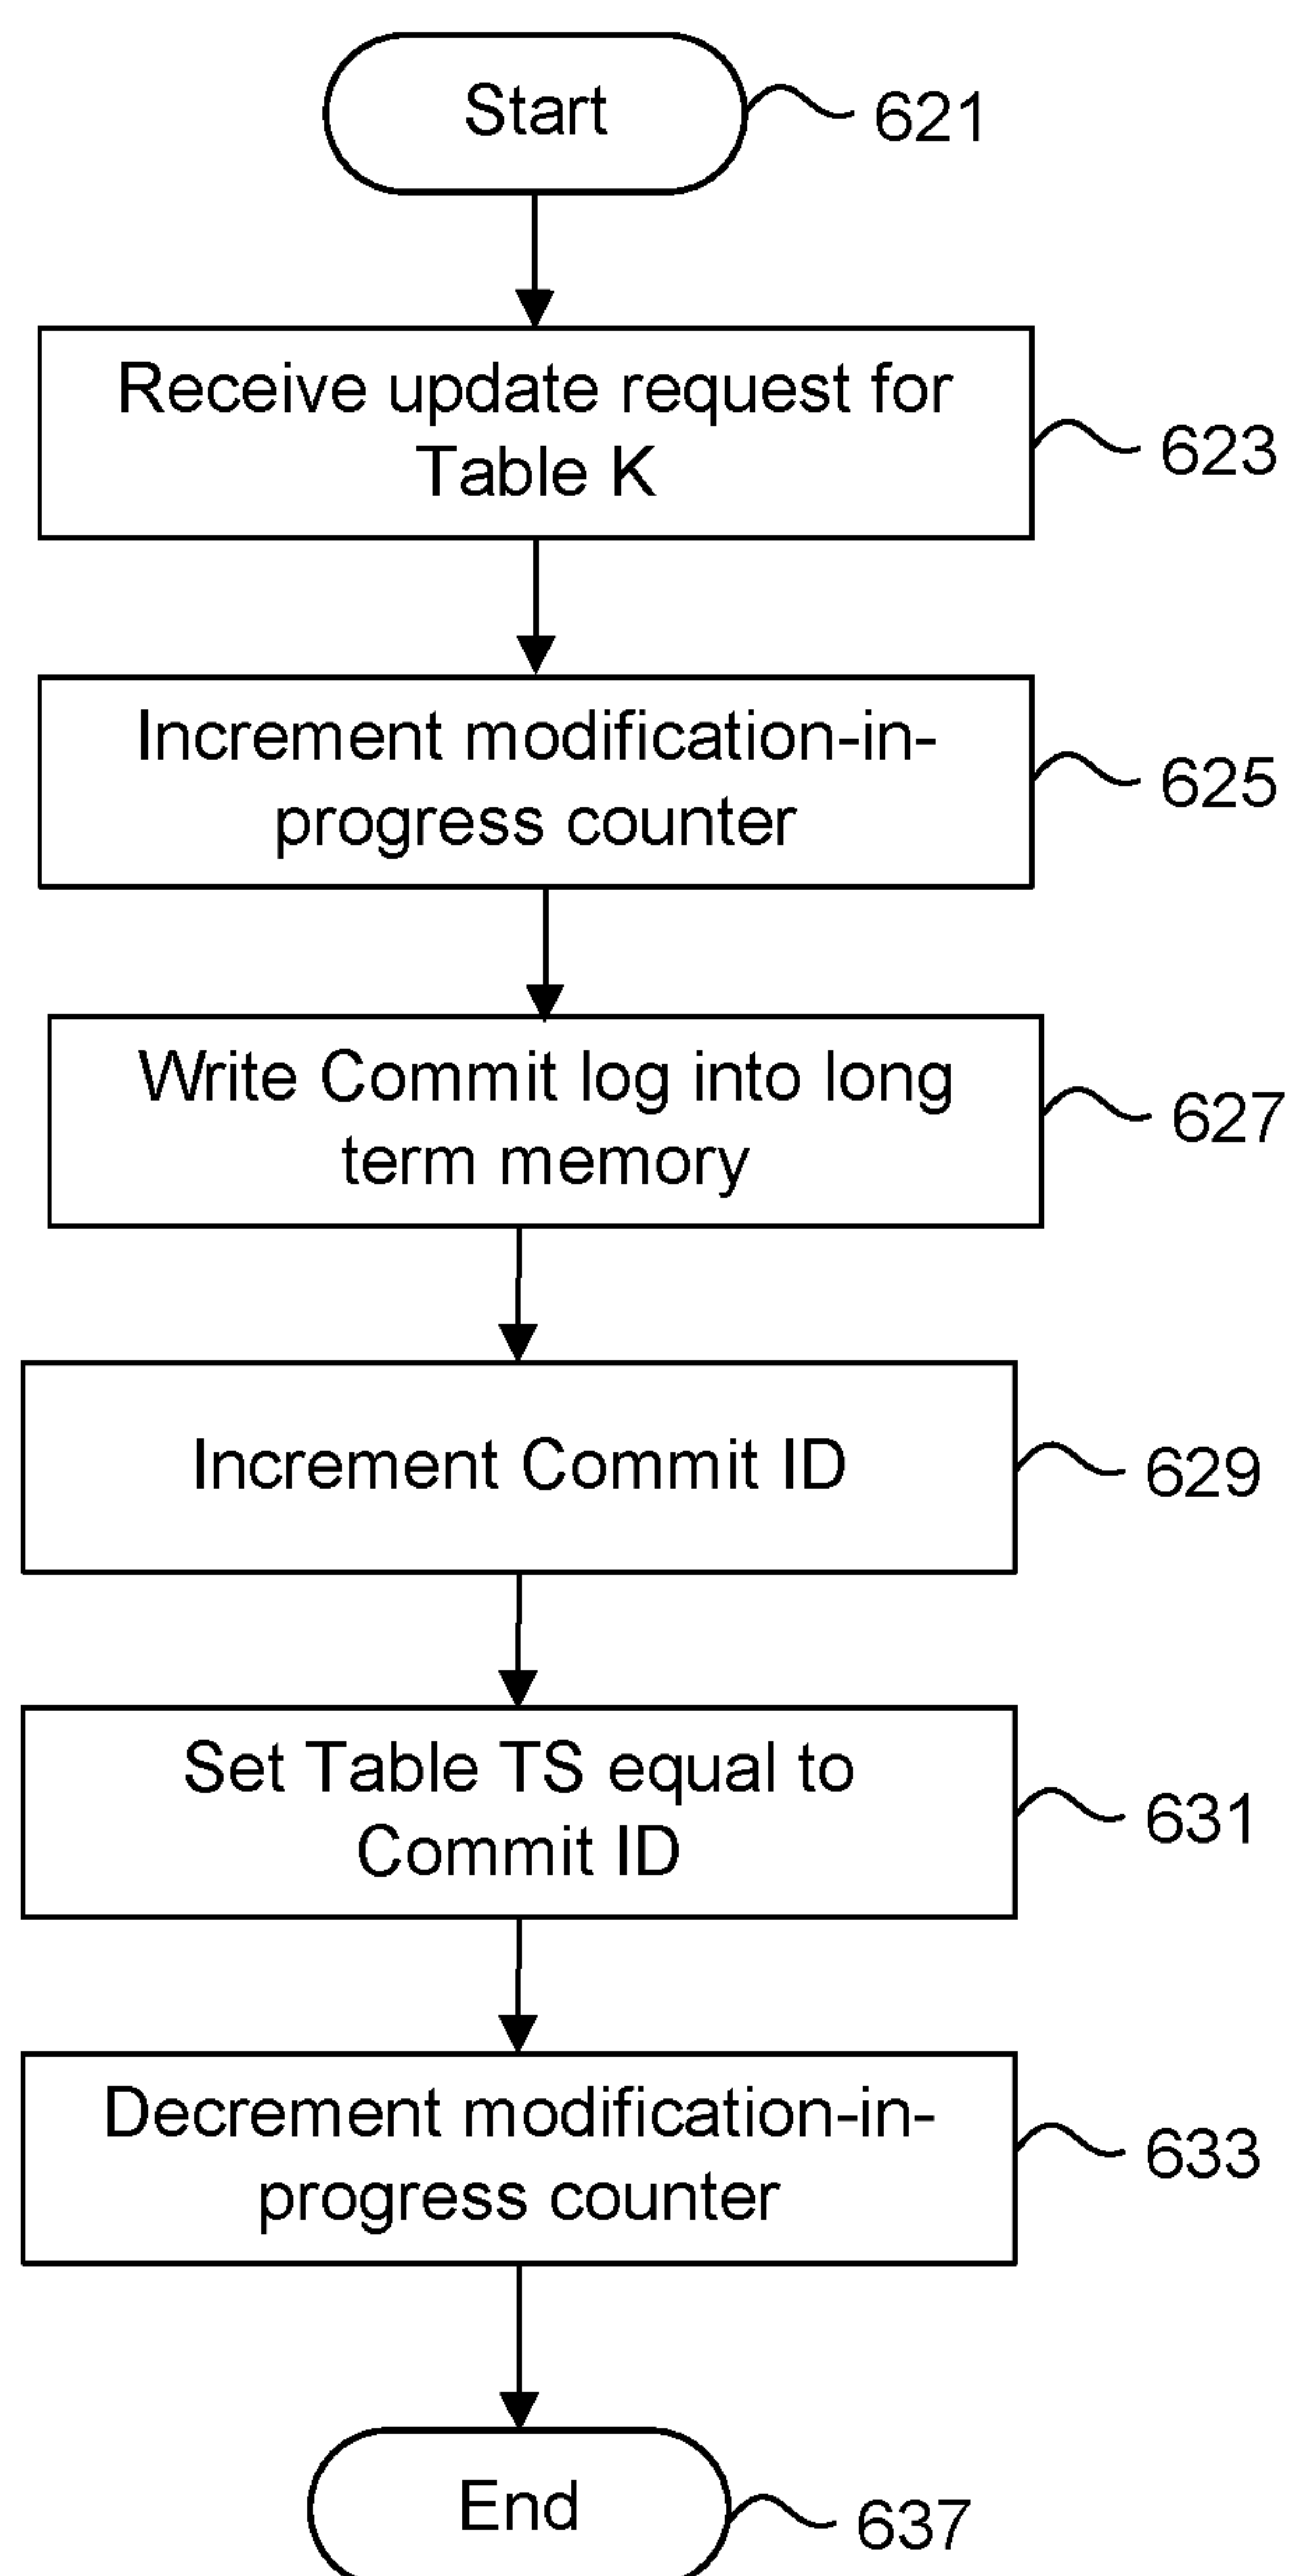 Start
621
Receive update request for
Table K
623
Increment modification-in-
progress counter
625
Write Commit log into long
term memory
627
Increment Commit ID
629
Set Table TS equal to
Commit ID
631
Decrement modification-in-
progress counter
633
End
637